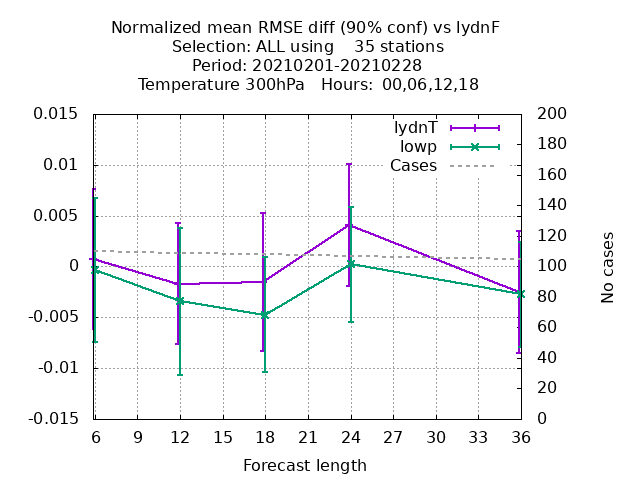 Normalized mean RMSE diff (90% conf) vs lydnF
Selection: ALL using    35 stations
Period: 20210201-20210228
Temperature 300hPa   Hours: 00,06,12,18
lydnT
lowp
Cases
0.015
0.01
0.005
0
-0.005
-0.01
-0.015
200
180
160
140
120
100
80
60
40
20
0
No cases
6 9 12 15 18 21 24 27 30 33 36
Forecast length